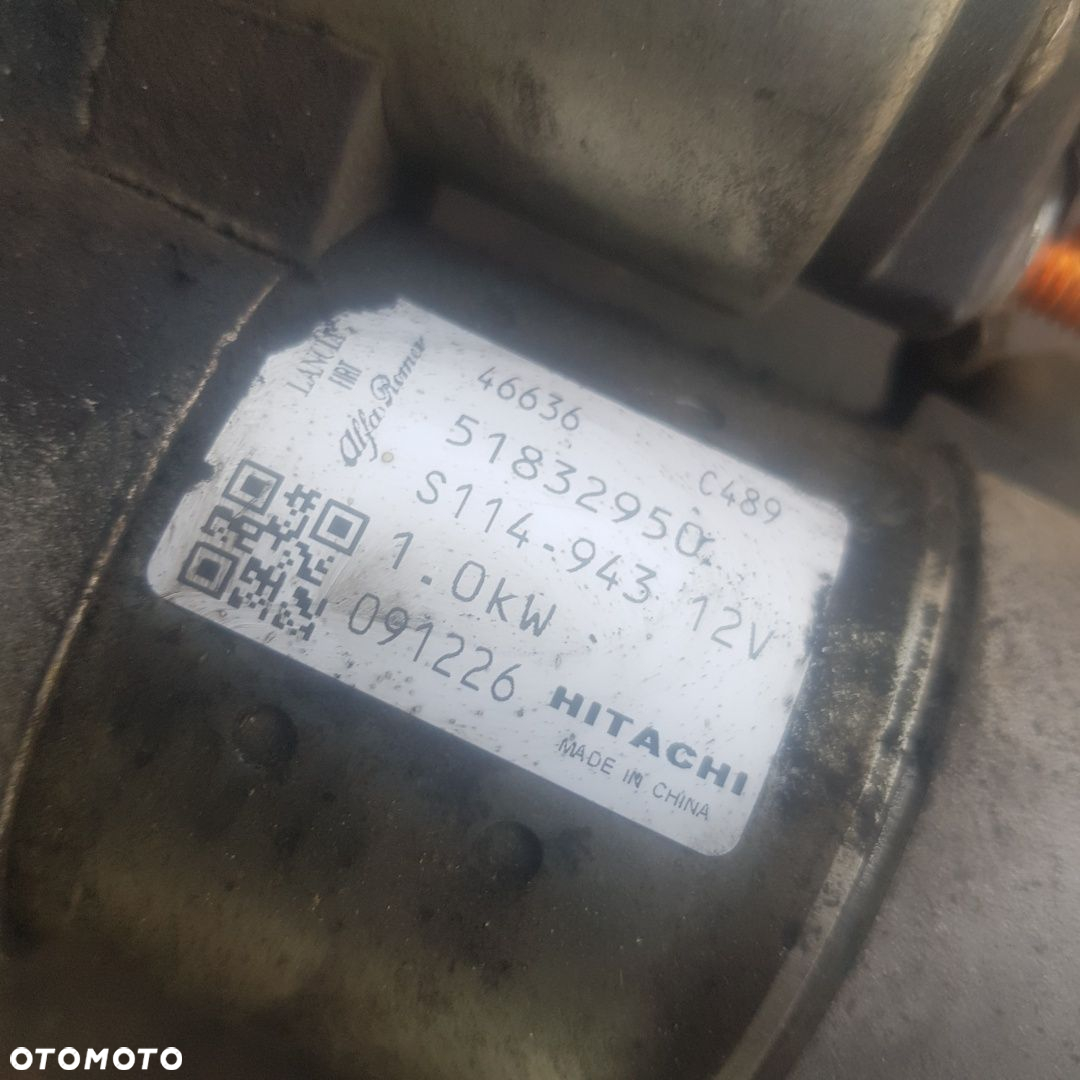 LANCIA
FIAT
Alfa Romeo
46636 C489
51832950
S114-943 12V
1.0kW
091226
HITACHI
MADE IN CHINA
OTOMOTO